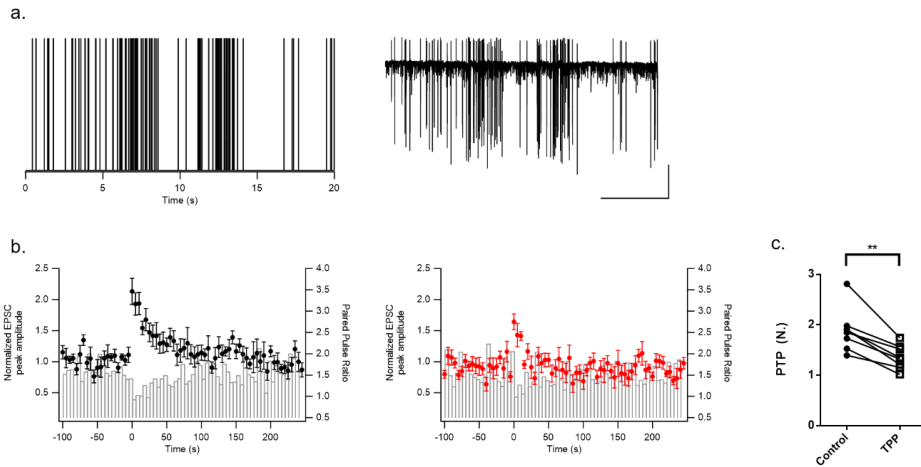 a.
0 5 10 15 20
Time (s)
b.
2.5
2.0
1.5
1.0
0.5
Normalized EPSC
peak amplitude
4.0
3.5
3.0
2.5
2.0
1.5
1.0
0.5
Paired Pulse Ratio
-100 -50 0 50 100 150 200
Time (s)
2.5
2.0
1.5
1.0
0.5
Normalized EPSC
peak amplitude
4.0
3.5
3.0
2.5
2.0
1.5
1.0
0.5
Paired Pulse Ratio
-100 -50 0 50 100 150 200
Time (s)
c.
**
3
2
1
0
PTP (N.)
Control
TPP